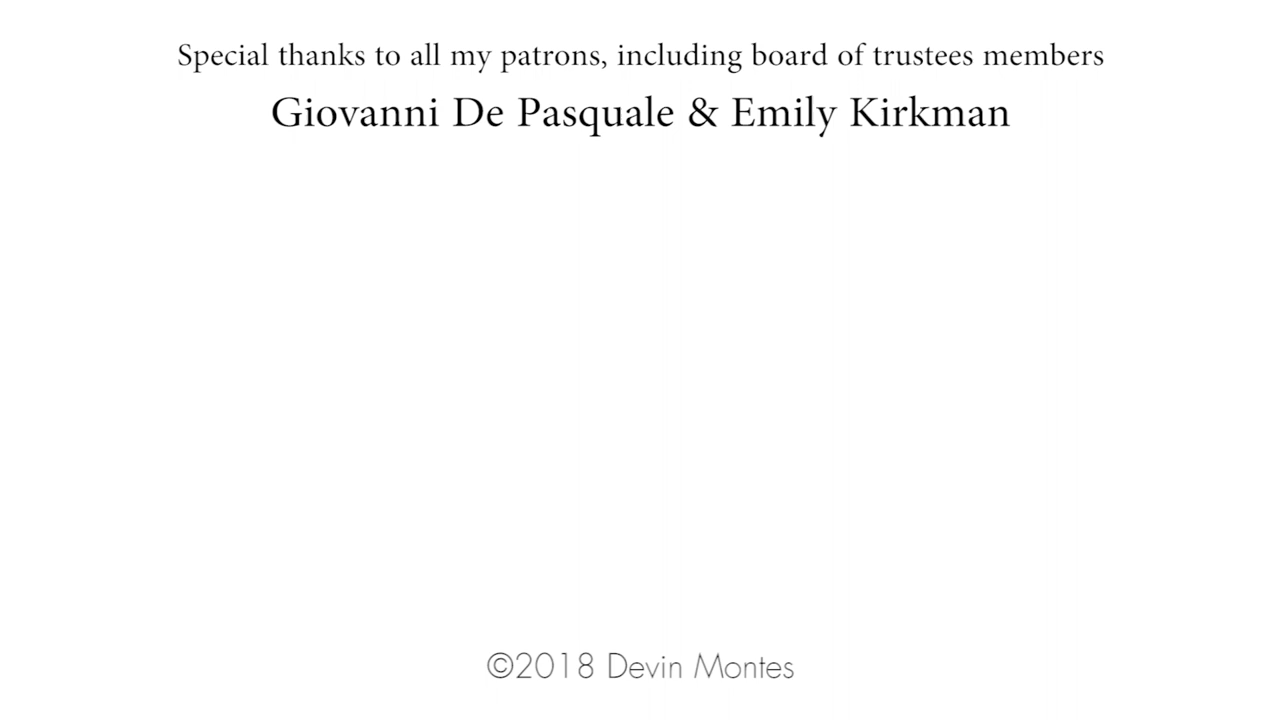 Special thanks to all my patrons, including board of trustees members
Giovanni De Pasquale & Emily Kirkman
©2018 Devin Montes